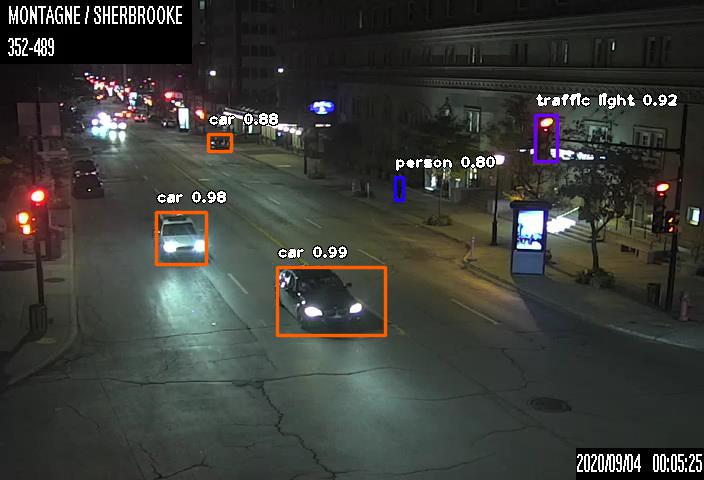 MONTAGNE / SHERBROOKE
352-489
traffic light 0.92
car 0.88
person 0.80
car 0.98
car 0.99
2020/09/04 00:05:25